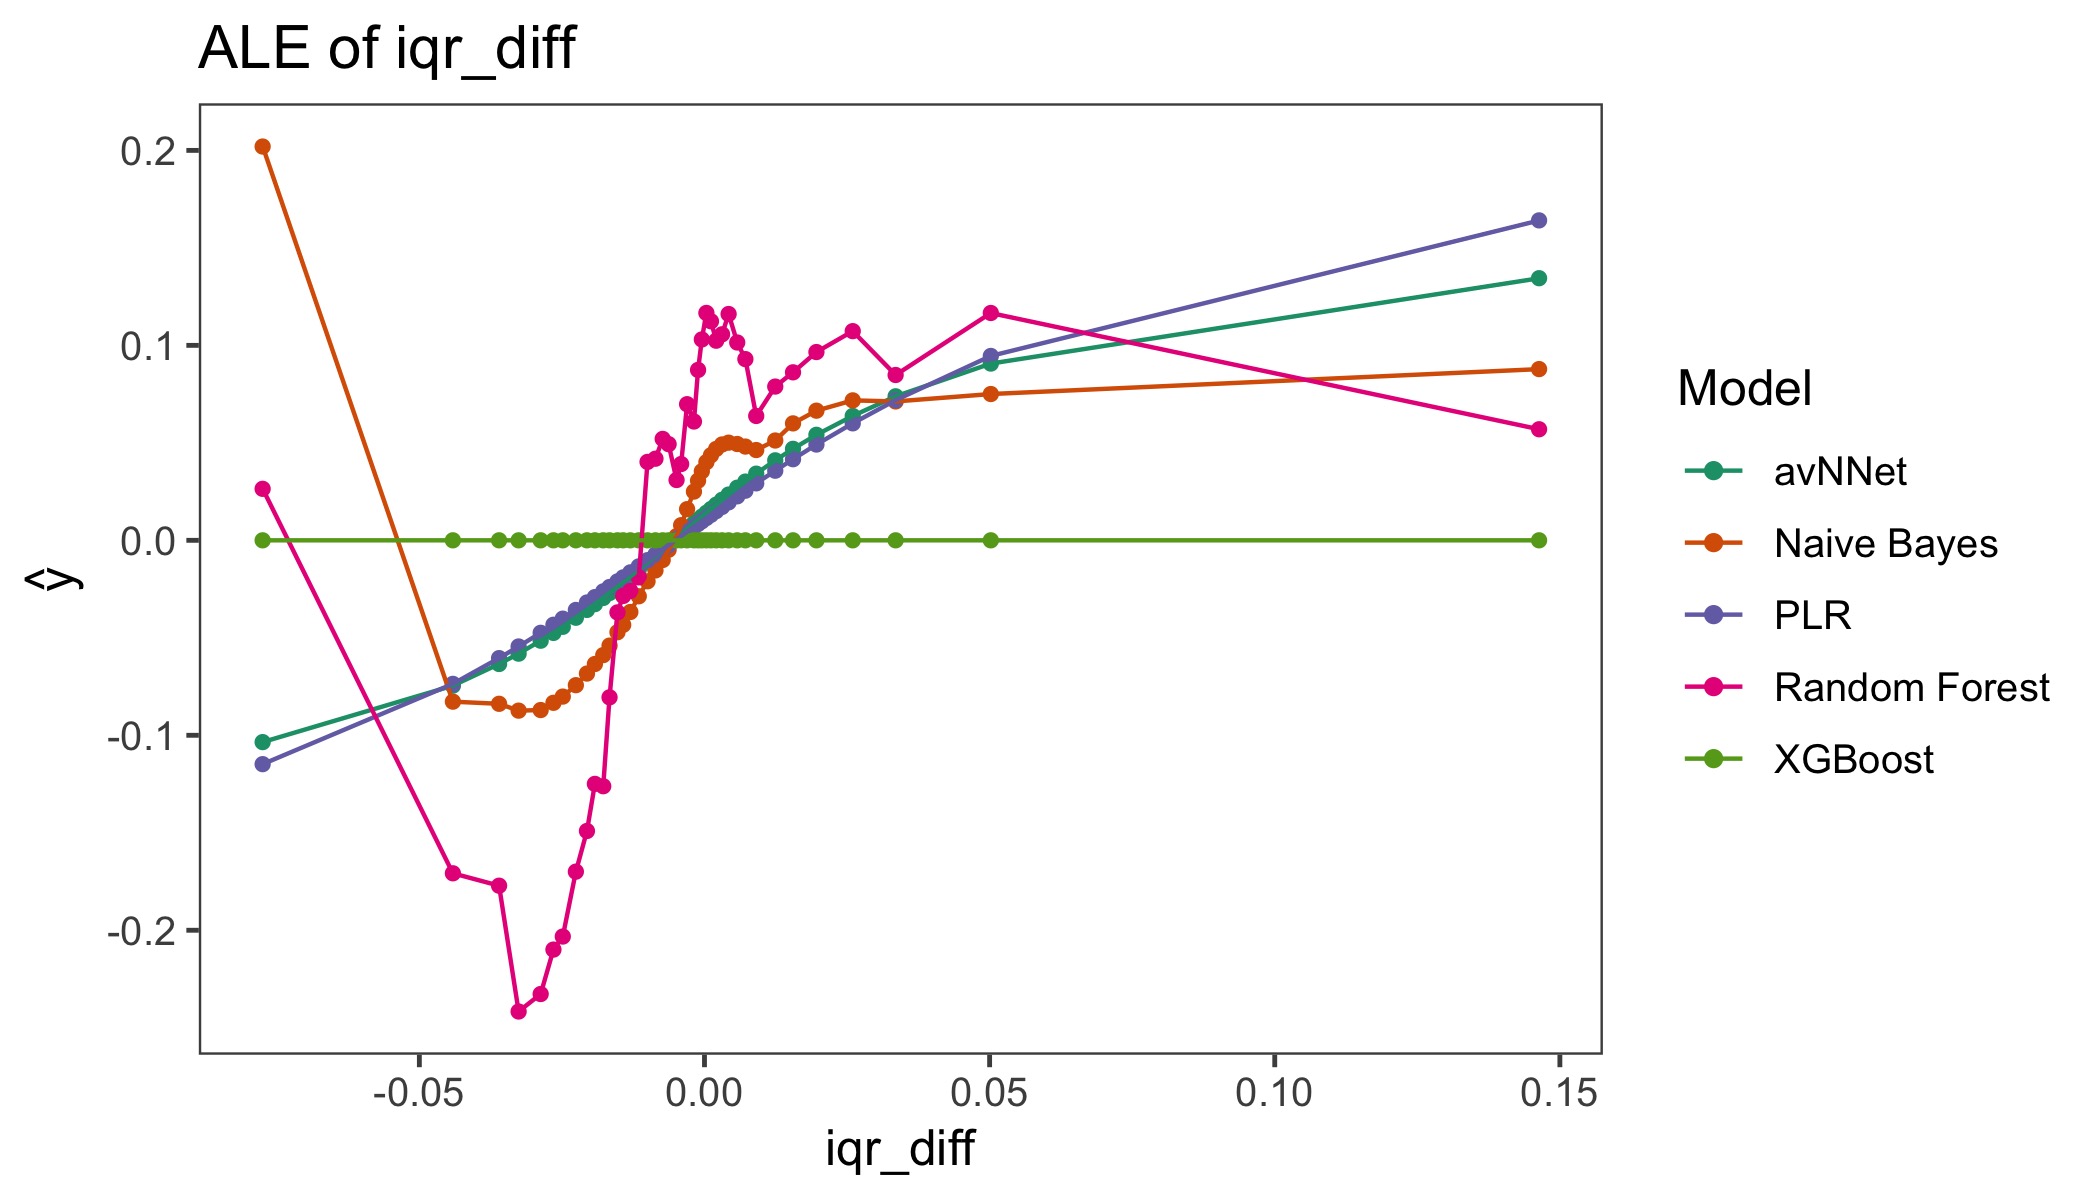 ALE of iqr_diff
0.2
0.1
0.0
-0.1
-0.2
ŷ
-0.05 0.00 0.05 0.10 0.15
iqr_diff
Model
avNNet
Naive Bayes
PLR
Random Forest
XGBoost